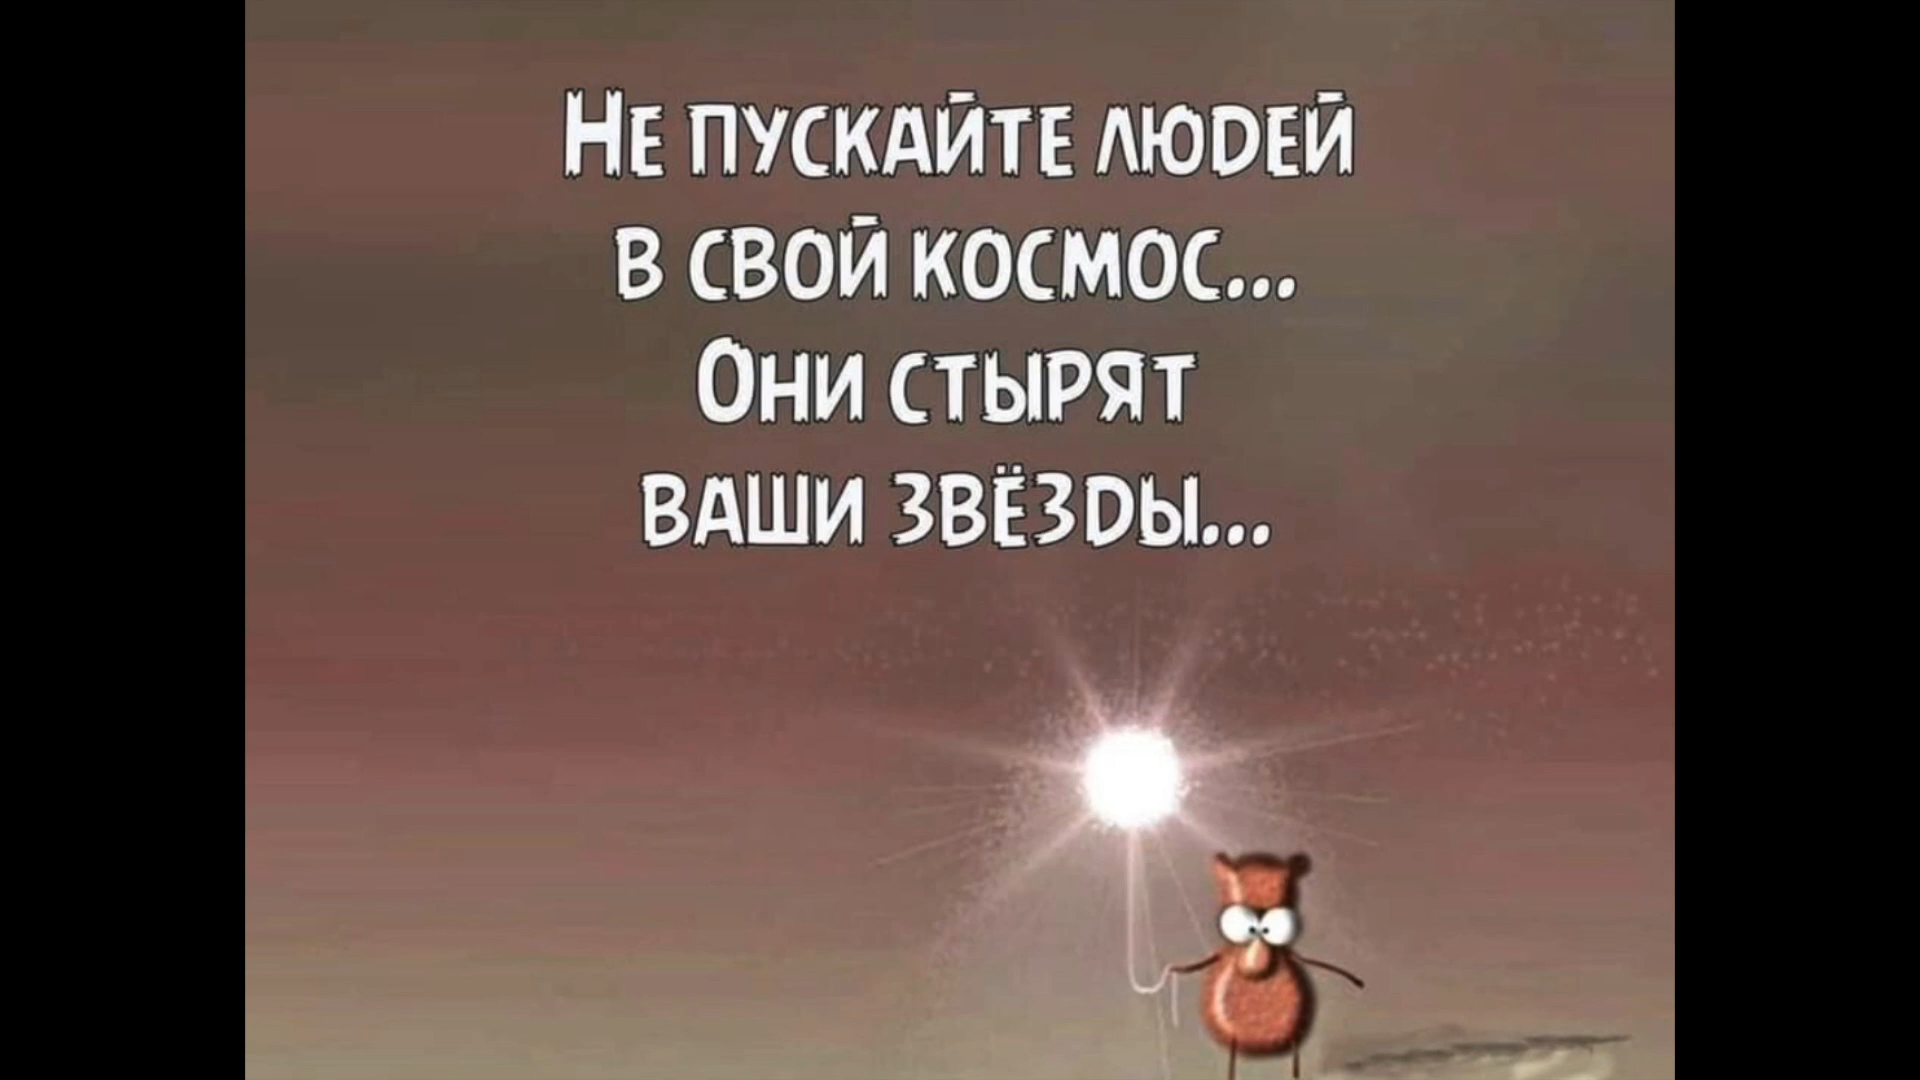 Не пускайте людей
в свой космос...
Они стырят
ваши звёзды...